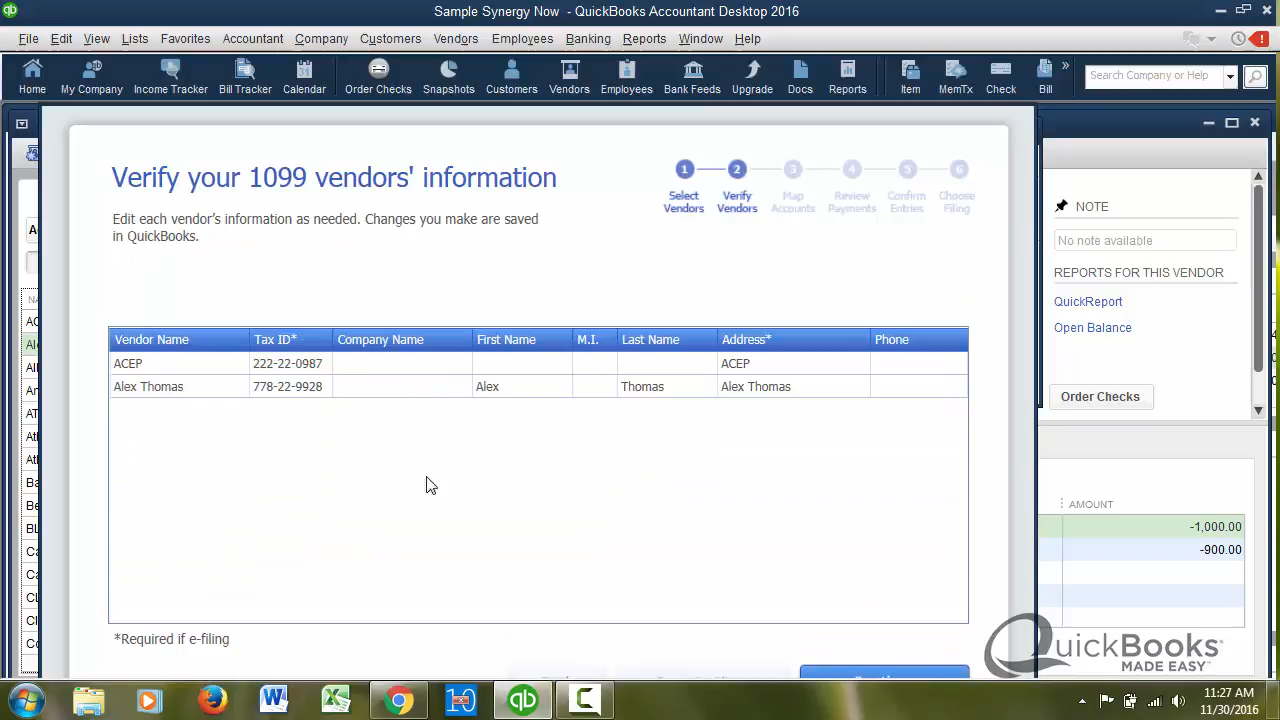 Sample Synergy Now - QuickBooks Accountant Desktop 2016
File Edit View Lists Favorites Accountant Company Customers Vendors Employees Banking Reports Window Help
Home My Company Income Tracker Bill Tracker Calendar Order Checks Snapshots Customers Vendors Employees Bank Feeds Upgrade Docs Reports Item MemTx Check Bill » Search Company or Help
Verify your 1099 vendors' information
Edit each vendor's information as needed. Changes you make are saved
in QuickBooks.
1 2 3 4 5 6
Select Verify Map Review Confirm Choose
Vendors Vendors Accounts Payments Entries Filing
Vendor Name Tax ID* Company Name First Name M.I. Last Name Address* Phone
ACEP 222-22-0987 ACEP
Alex Thomas 778-22-9928 Alex Thomas Alex Thomas
*Required if e-filing
NOTE
No note available
REPORTS FOR THIS VENDOR
QuickReport
Open Balance
Order Checks
AMOUNT
-1,000.00
-900.00
QuickBooks
MADE EASY™
11:27 AM
11/30/2016